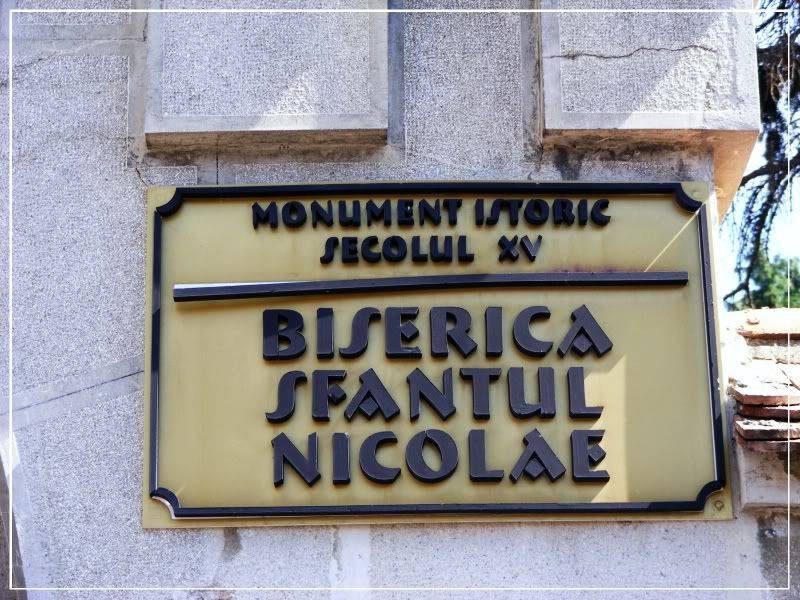 MONUMENT ISTORIC
SECOLUL XV
BISERICA
SFANTUL
NICOLAE